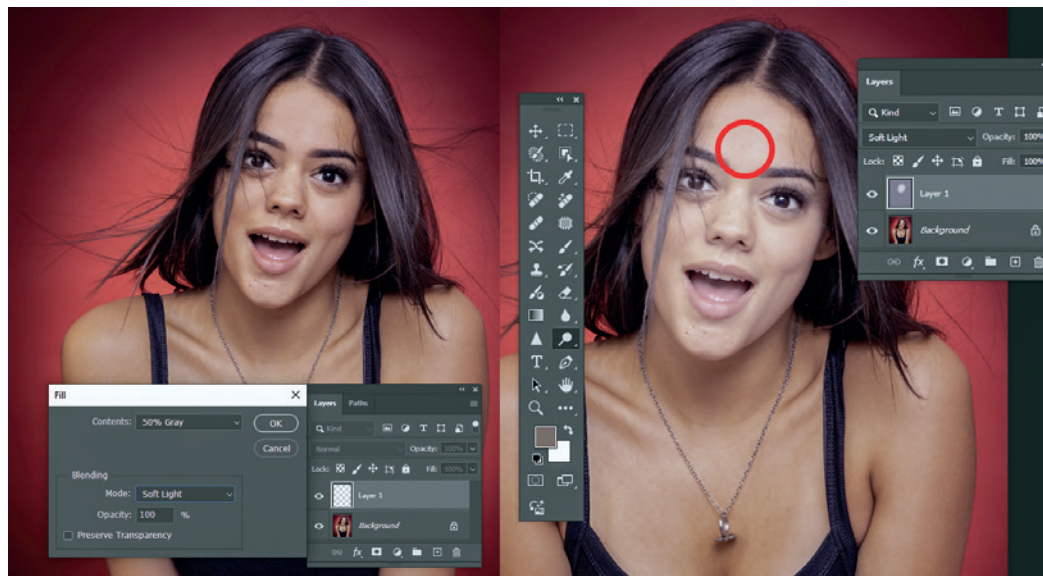 Fill
Contents: 50% Gray
OK
Cancel
Blending
Mode: Soft Light
Opacity: 100 %
Preserve Transparency
Layers Paths
Kind
Normal Opacity: 100%
Lock: Fill: 100%
Layer 1
Background
fx
T
Layers
Kind
Soft Light Opacity: 100%
Lock: Fill: 100%
Layer 1
Background
fx